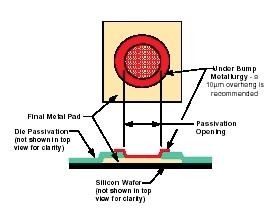 Under Bump
Metallurgy - a
10µm overhang is
recommended
Final Metal Pad
Passivation
Opening
Die Passivation
(not shown in top
view for clarity)
Silicon Wafer
(not shown in top
view for clarity)